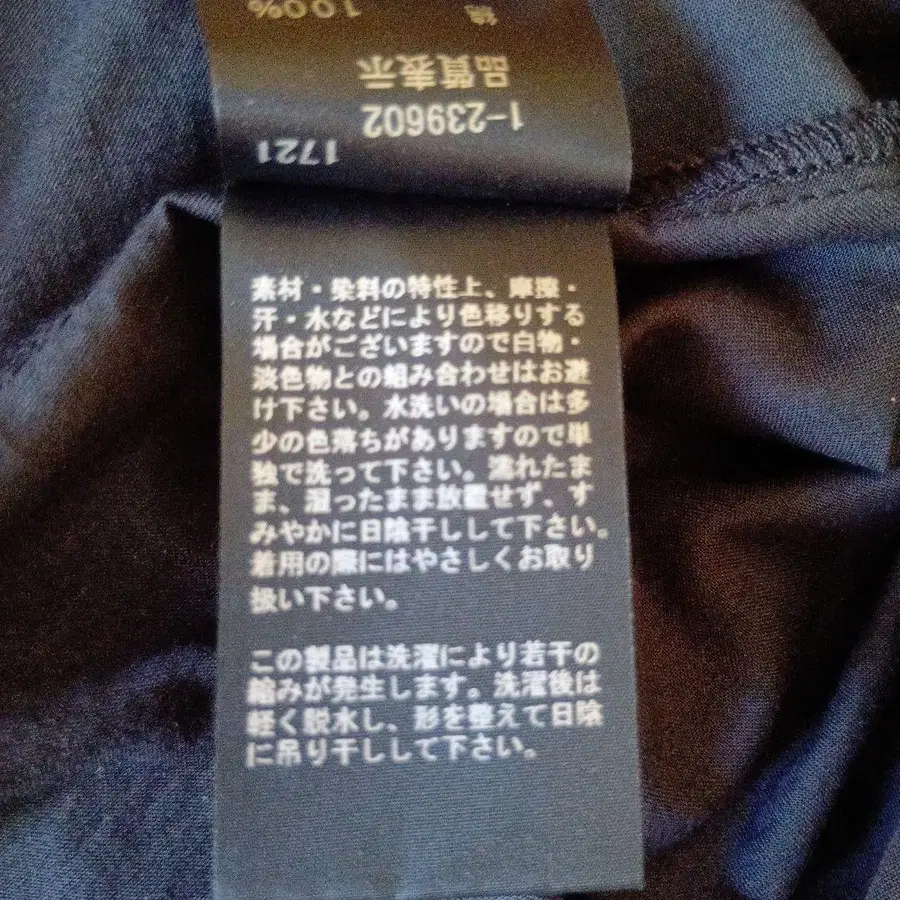 綿 100%
品質表示
1-239602
1721
素材・染料の特性上、摩擦・
汗・水などにより色移りする
場合がございますので白物・
淡色物との組み合わせはお避
け下さい。水洗いの場合は多
少の色落ちがありますので単
独で洗って下さい。濡れたま
ま、湿ったまま放置せず、す
みやかに日陰干しして下さい。
着用の際にはやさしくお取り
扱い下さい。
この製品は洗濯により若干の
縮みが発生します。洗濯後は
軽く脱水し、形を整えて日陰
に吊り干しして下さい。